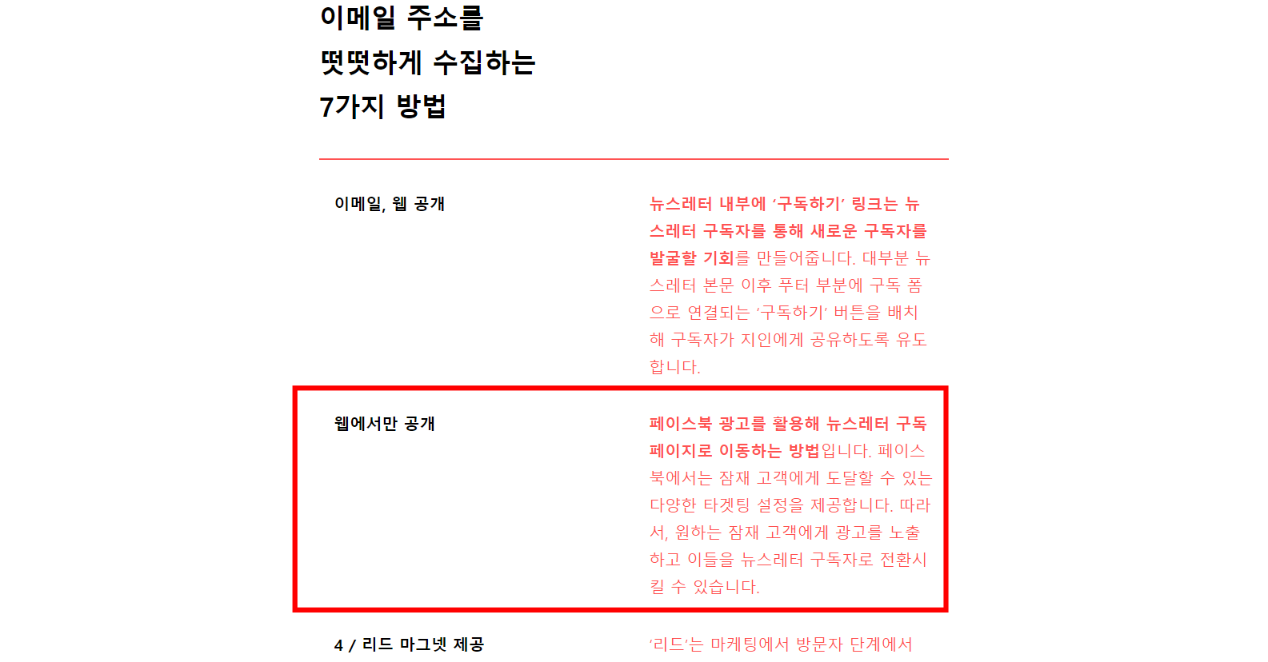 이메일 주소를
떳떳하게 수집하는
7가지 방법
이메일, 웹 공개
뉴스레터 내부에 ‘구독하기’ 링크는 뉴
스레터 구독자를 통해 새로운 구독자를
발굴할 기회를 만들어줍니다. 대부분 뉴
스레터 본문 이후 푸터 부분에 구독 폼
으로 연결되는 ‘구독하기’ 버튼을 배치
해 구독자가 지인에게 공유하도록 유도
합니다.
웹에서만 공개
페이스북 광고를 활용해 뉴스레터 구독
페이지로 이동하는 방법입니다. 페이스
북에서는 잠재 고객에게 도달할 수 있는
다양한 타겟팅 설정을 제공합니다. 따라
서, 원하는 잠재 고객에게 광고를 노출
하고 이들을 뉴스레터 구독자로 전환시
킬 수 있습니다.
4 / 리드 마그넷 제공
‘리드’는 마케팅에서 방문자 단계에서